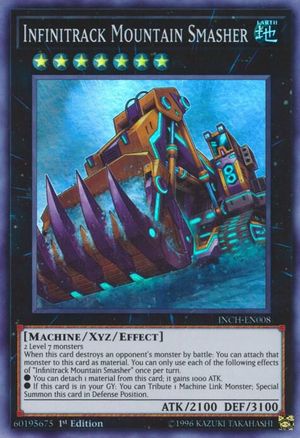 INFINITRACK MOUNTAIN SMASHER
EARTH
地
8
INCH-EN008
[MACHINE/XYZ/EFFECT]
2 Level 7 monsters
When this card destroys an opponent's monster by battle: You can attach
that monster to this card as material. You can only use each of the following effects
of "Infinitrack Mountain Smasher" once per turn.
● You can detach 1 material from this card; it gains 1000 ATK.
● If this card is in your GY: You can Tribute 1 Machine Link Monster; Special
Summon this card in Defense Position.
ATK/2100 DEF/3100
60195675 1st Edition ©1996 KAZUKI TAKAHASHI